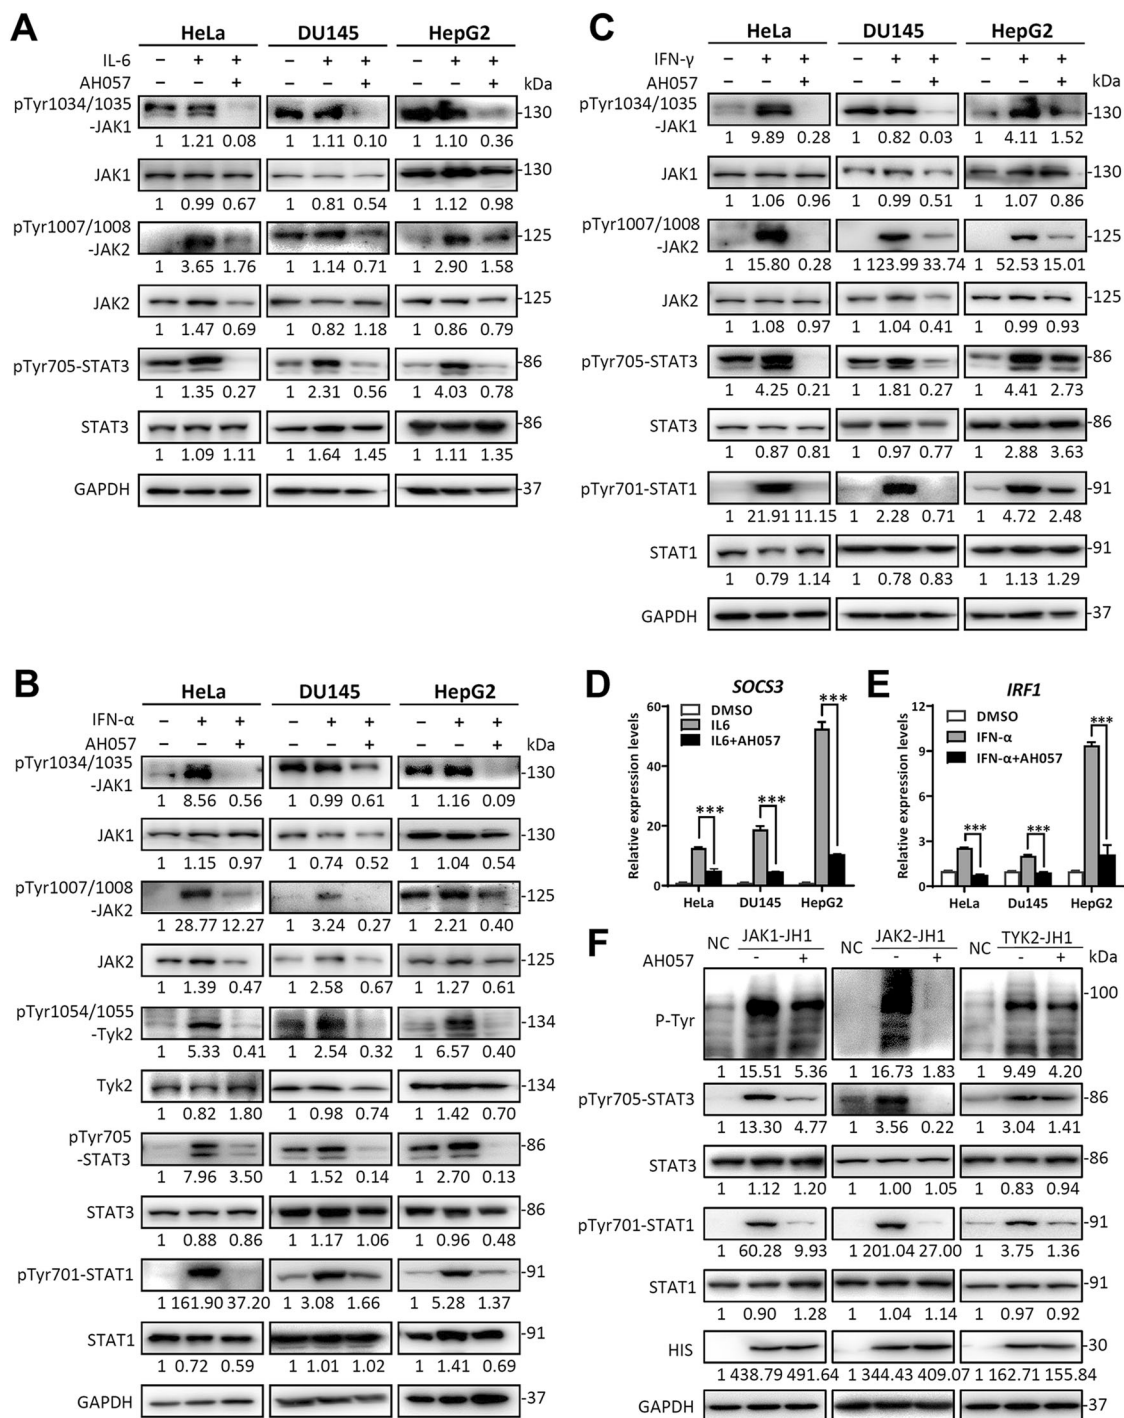 A
HeLa DU145 HepG2
IL-6 – + + – + + – + +
AH057 – – + – – + – – + kDa
pTyr1034/1035
-JAK1 -130
1 1.21 0.08 1 1.11 0.10 1 1.10 0.36
JAK1 -130
1 0.99 0.67 1 0.81 0.54 1 1.12 0.98
pTyr1007/1008
-JAK2 -125
1 3.65 1.76 1 1.14 0.71 1 2.90 1.58
JAK2 -125
1 1.47 0.69 1 0.82 1.18 1 0.86 0.79
pTyr705-STAT3 -86
1 1.35 0.27 1 2.31 0.56 1 4.03 0.78
STAT3 -86
1 1.09 1.11 1 1.64 1.45 1 1.11 1.35
GAPDH -37
B
HeLa DU145 HepG2
IFN-α – + + – + + – + +
AH057 – – + – – + – – + kDa
pTyr1034/1035
-JAK1 -130
1 8.56 0.56 1 0.99 0.61 1 1.16 0.09
JAK1 -130
1 1.15 0.97 1 0.74 0.52 1 1.04 0.54
pTyr1007/1008
-JAK2 -125
1 28.77 12.27 1 3.24 0.27 1 2.21 0.40
JAK2 -125
1 1.39 0.47 1 2.58 0.67 1 1.27 0.61
pTyr1054/1055
-Tyk2 -134
1 5.33 0.41 1 2.54 0.32 1 6.57 0.40
Tyk2 -134
1 0.82 1.80 1 0.98 0.74 1 1.42 0.70
pTyr705
-STAT3 -86
1 7.96 3.50 1 1.52 0.14 1 2.70 0.13
STAT3 -86
1 0.88 0.86 1 1.17 1.06 1 0.96 0.48
pTyr701-STAT1 -91
1 161.90 37.20 1 3.08 1.66 1 5.28 1.37
STAT1 -91
1 0.72 0.59 1 1.01 1.02 1 1.41 0.69
GAPDH -37
C
HeLa DU145 HepG2
IFN-γ – + + – + + – + +
AH057 – – + – – + – – + kDa
pTyr1034/1035
-JAK1 -130
1 9.89 0.28 1 0.82 0.03 1 4.11 1.52
JAK1 -130
1 1.06 0.96 1 0.99 0.51 1 1.07 0.86
pTyr1007/1008
-JAK2 -125
1 15.80 0.28 1 123.99 33.74 1 52.53 15.01
JAK2 -125
1 1.08 0.97 1 1.04 0.41 1 0.99 0.93
pTyr705-STAT3 -86
1 4.25 0.21 1 1.81 0.27 1 4.41 2.73
STAT3 -86
1 0.87 0.81 1 0.97 0.77 1 2.88 3.63
pTyr701-STAT1 -91
1 21.91 11.15 1 2.28 0.71 1 4.72 2.48
STAT1 -91
1 0.79 1.14 1 0.78 0.83 1 1.13 1.29
GAPDH -37
D
SOCS3
Relative expression levels
60
40
20
0
DMSO
IL6
IL6+AH057
*** *** ***
HeLa DU145 HepG2
E
IRF1
Relative expression levels
12
9
6
3
0
DMSO
IFN-α
IFN-α+AH057
*** *** ***
HeLa Du145 HepG2
F
NC JAK1-JH1 NC JAK2-JH1 NC TYK2-JH1 kDa
AH057 - + - + - +
P-Tyr -100
1 15.51 5.36 1 16.73 1.83 1 9.49 4.20
pTyr705-STAT3 -86
1 13.30 4.77 1 3.56 0.22 1 3.04 1.41
STAT3 -86
1 1.12 1.20 1 1.00 1.05 1 0.83 0.94
pTyr701-STAT1 -91
1 60.28 9.93 1 201.04 27.00 1 3.75 1.36
STAT1 -91
1 0.90 1.28 1 1.04 1.14 1 0.97 0.92
HIS -30
1 438.79 491.64 1 344.43 409.07 1 162.71 155.84
GAPDH -37